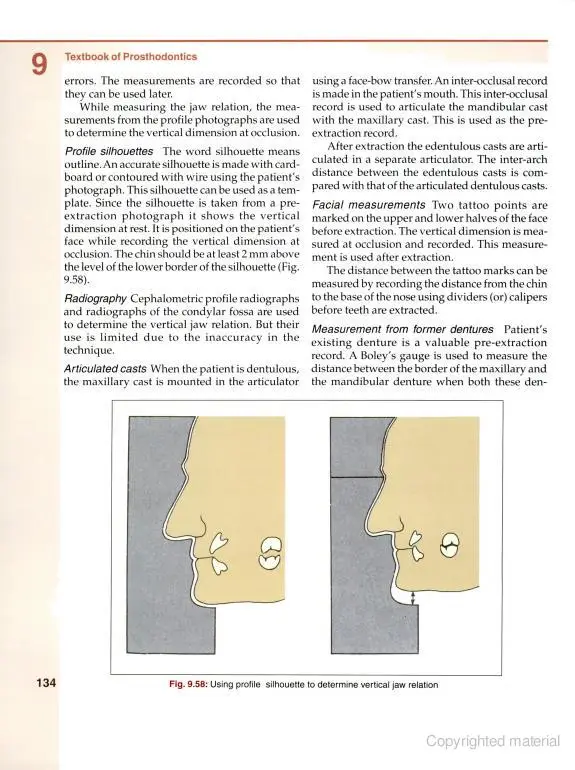 9
Textbook of Prosthodontics
errors. The measurements are recorded so that
they can be used later.
While measuring the jaw relation, the mea-
surements from the profile photographs are used
to determine the vertical dimension at occlusion.
Profile silhouettes The word silhouette means
outline. An accurate silhouette is made with card-
board or contoured with wire using the patient's
photograph. This silhouette can be used as a tem-
plate. Since the silhouette is taken from a pre-
extraction photograph it shows the vertical
dimension at rest. It is positioned on the patient's
face while recording the vertical dimension at
occlusion. The chin should be at least 2 mm above
the level of the lower border of the silhouette (Fig.
9.58).
Radiography Cephalometric profile radiographs
and radiographs of the condylar fossa are used
to determine the vertical jaw relation. But their
use is limited due to the inaccuracy in the
technique.
Articulated casts When the patient is dentulous,
the maxillary cast is mounted in the articulator
using a face-bow transfer. An inter-occlusal record
is made in the patient's mouth. This inter-occlusal
record is used to articulate the mandibular cast
with the maxillary cast. This is used as the pre-
extraction record.
After extraction the edentulous casts are arti-
culated in a separate articulator. The inter-arch
distance between the edentulous casts is com-
pared with that of the articulated dentulous casts.
Facial measurements Two tattoo points are
marked on the upper and lower halves of the face
before extraction. The vertical dimension is mea-
sured at occlusion and recorded. This measure-
ment is used after extraction.
The distance between the tattoo marks can be
measured by recording the distance from the chin
to the base of the nose using dividers (or) calipers
before teeth are extracted.
Measurement from former dentures Patient's
existing denture is a valuable pre-extraction
record. A Boley's gauge is used to measure the
distance between the border of the maxillary and
the mandibular denture when both these den-
134
Fig. 9.58: Using profile silhouette to determine vertical jaw relation
Copyrighted material